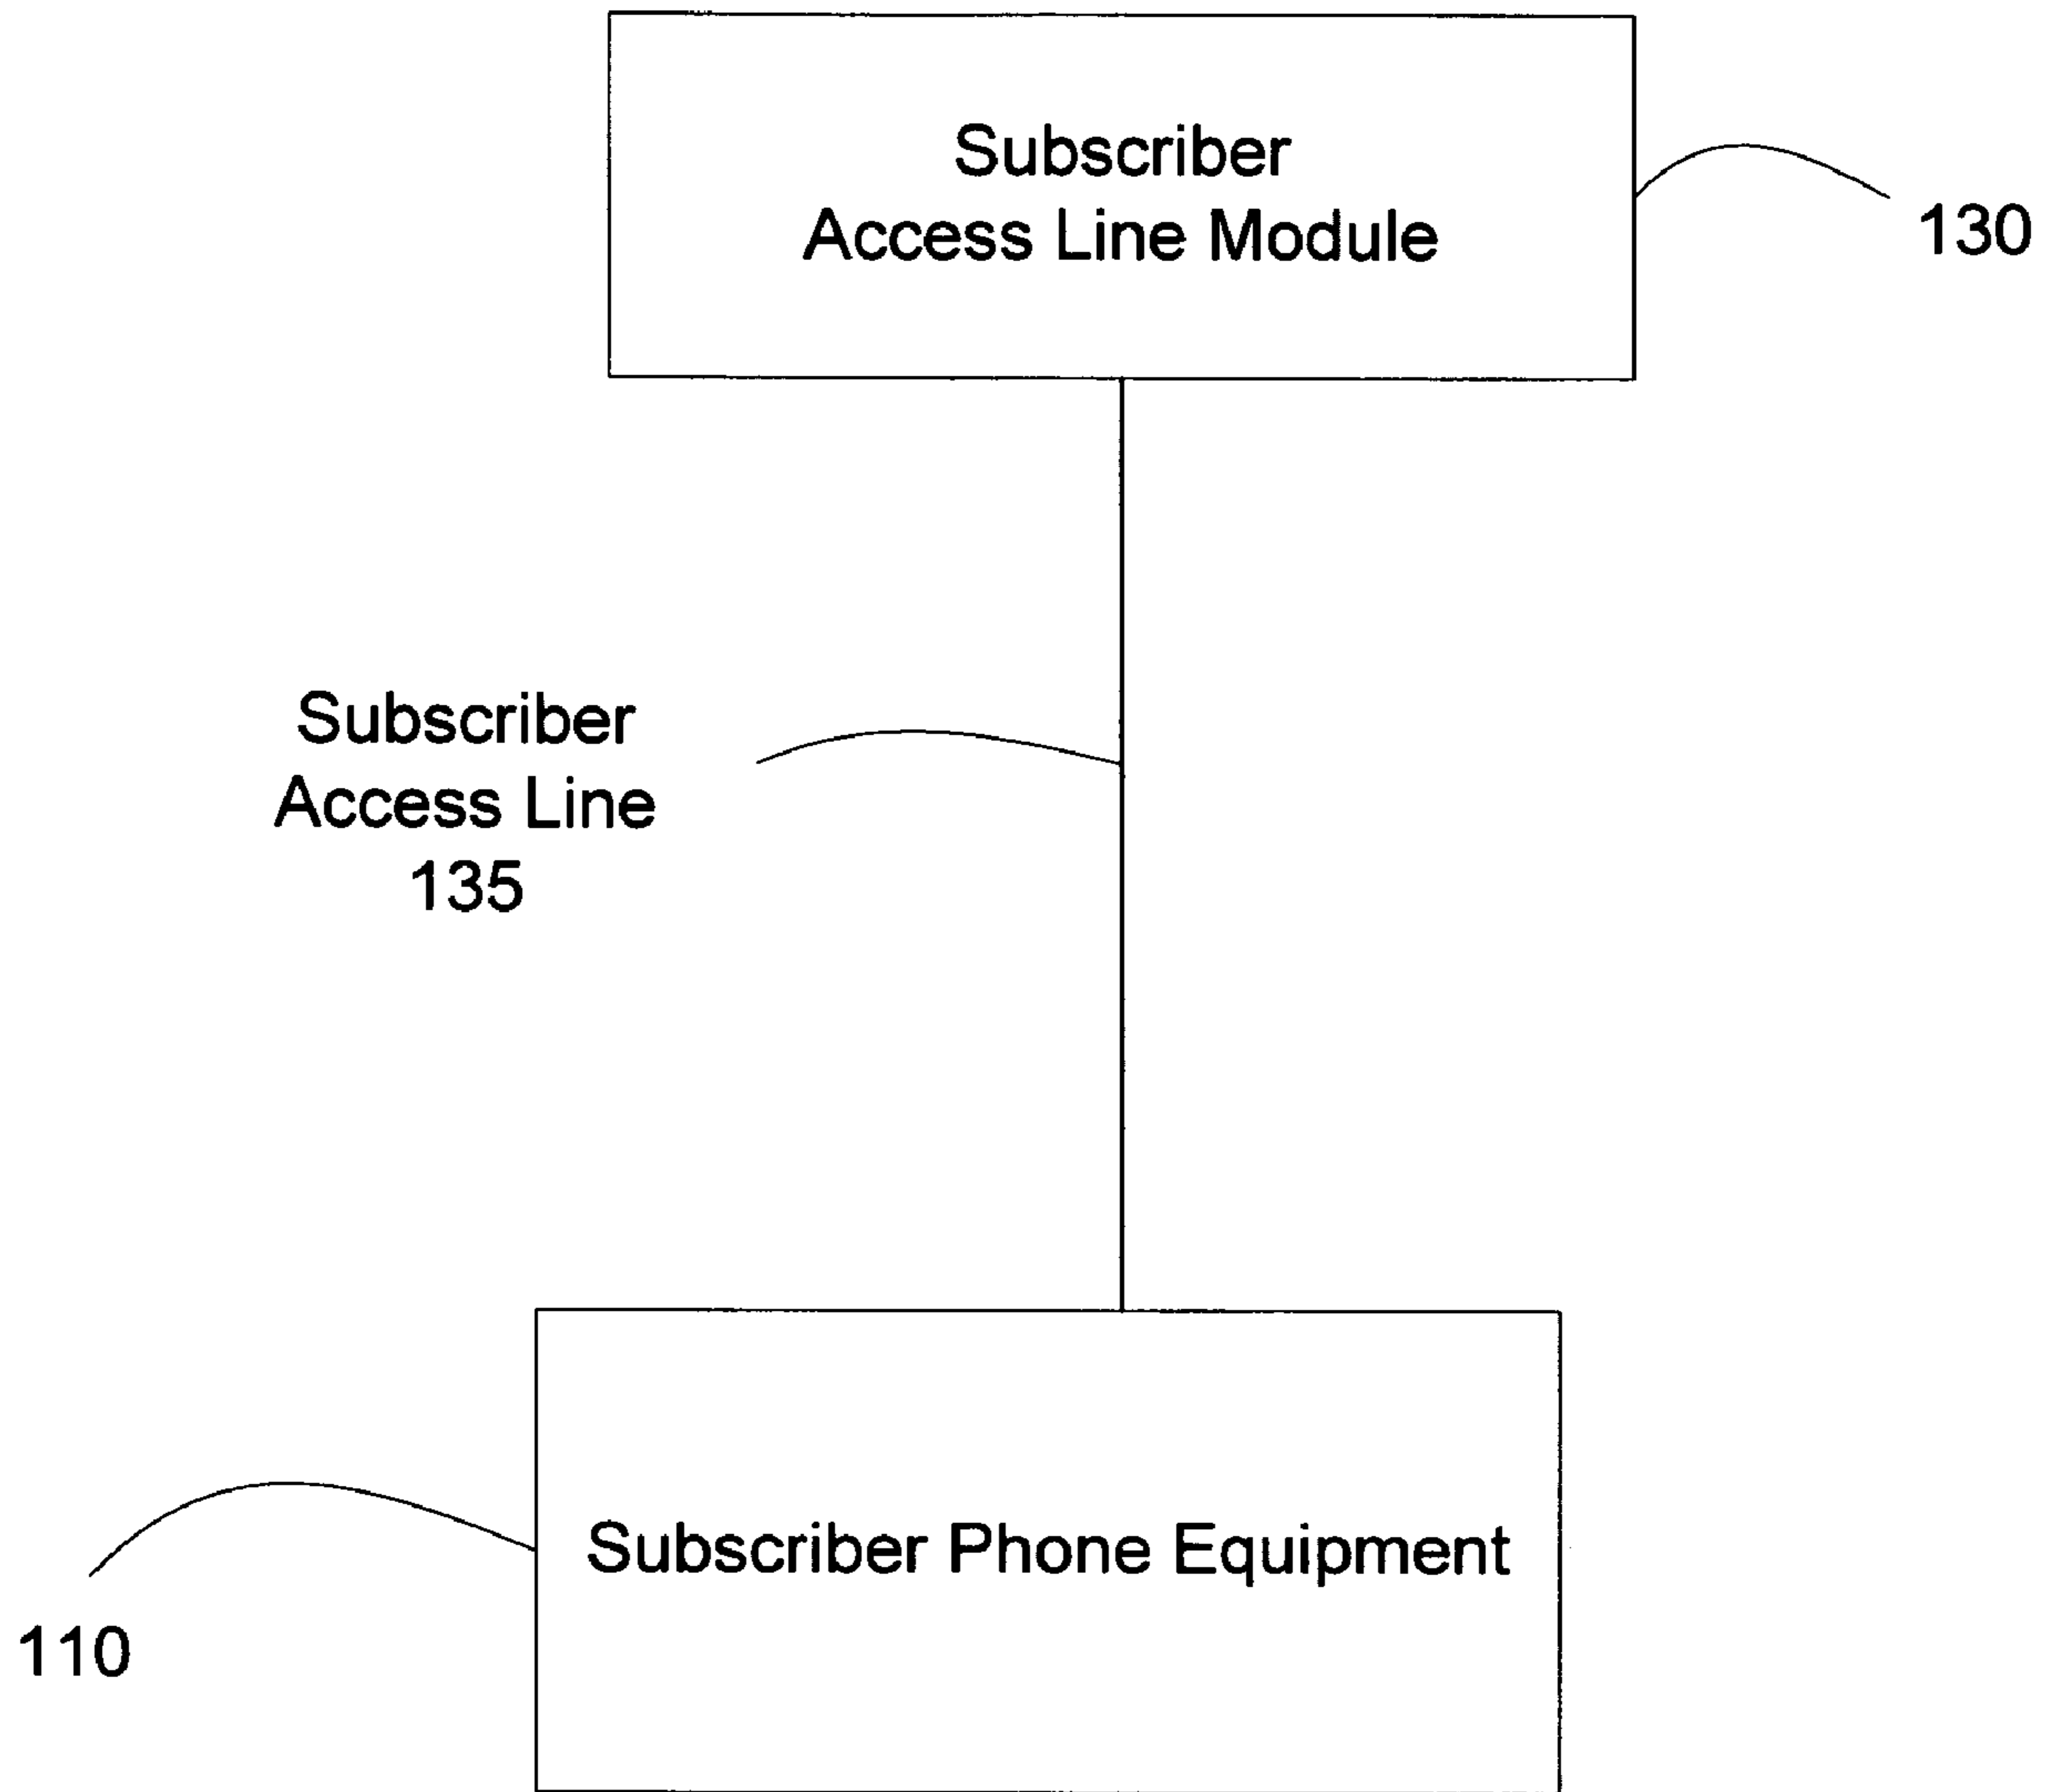 Subscriber
Access Line Module
130
Subscriber
Access Line
135
Subscriber Phone Equipment
110